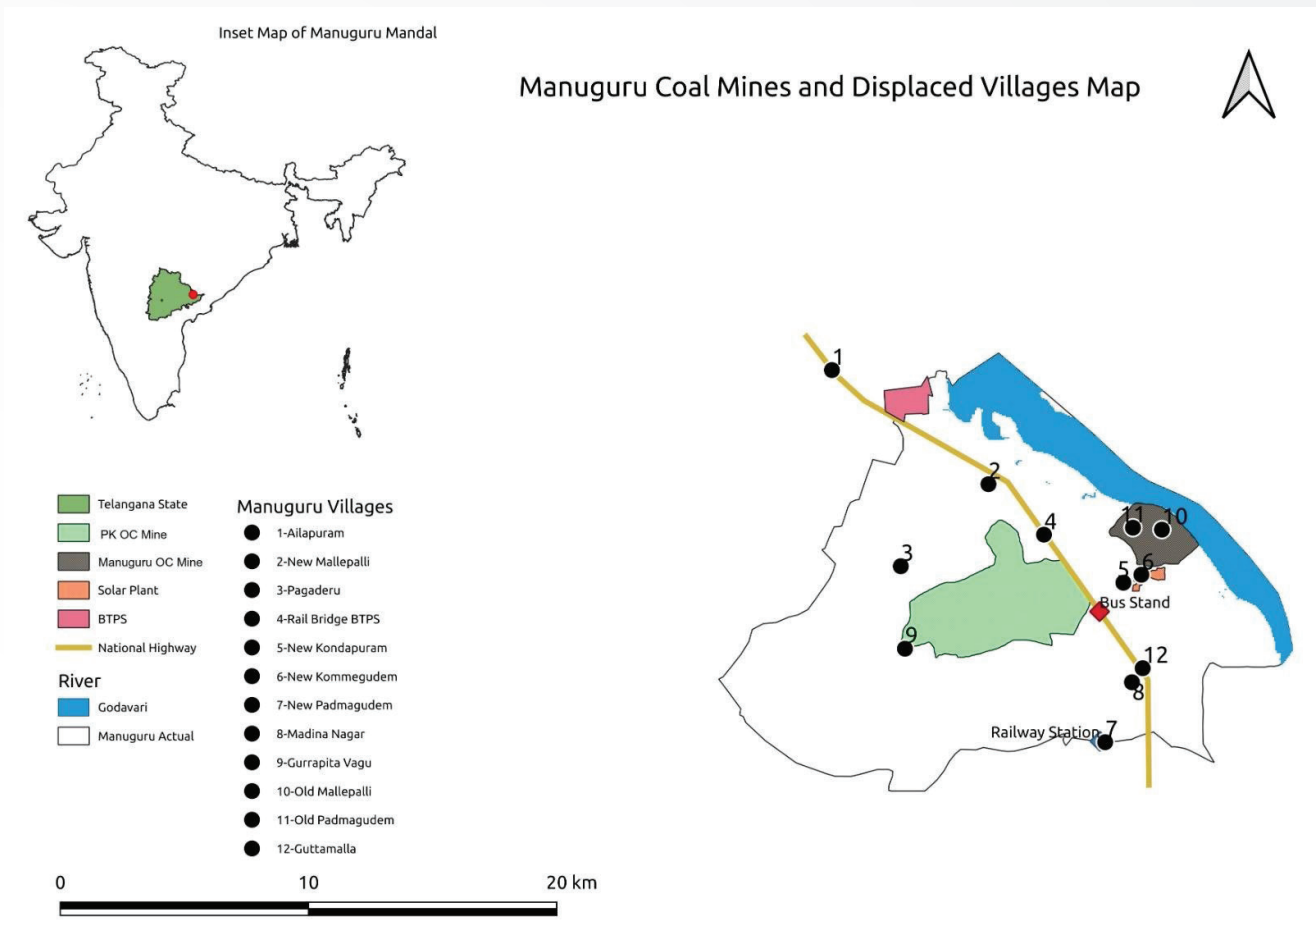 Inset Map of Manuguru Mandal
Manuguru Coal Mines and Displaced Villages Map
Telangana State
PK OC Mine
Manuguru OC Mine
Solar Plant
BTPS
National Highway
River
Godavari
Manuguru Actual
Manuguru Villages
1-Ailapuram
2-New Mallepalli
3-Pagaderu
4-Rail Bridge BTPS
5-New Kondapuram
6-New Kommegudem
7-New Padmagudem
8-Madina Nagar
9-Gurrapita Vagu
10-Old Mallepalli
11-Old Padmagudem
12-Guttamalla
0 10 20 km
1
2
4
11 10
3
5 6
Bus Stand
9
12
8
Railway Station 7